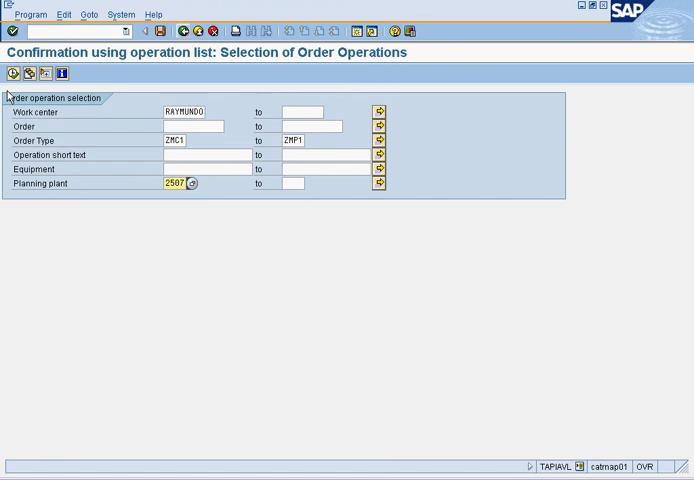 Program Edit Goto System Help
SAP
Confirmation using operation list: Selection of Order Operations
Order operation selection
Work center RAYMUNDO to
Order to
Order Type ZMC1 to ZMP1
Operation short text to
Equipment to
Planning plant 2507 to
TAPIAVL catrnap01 OVR